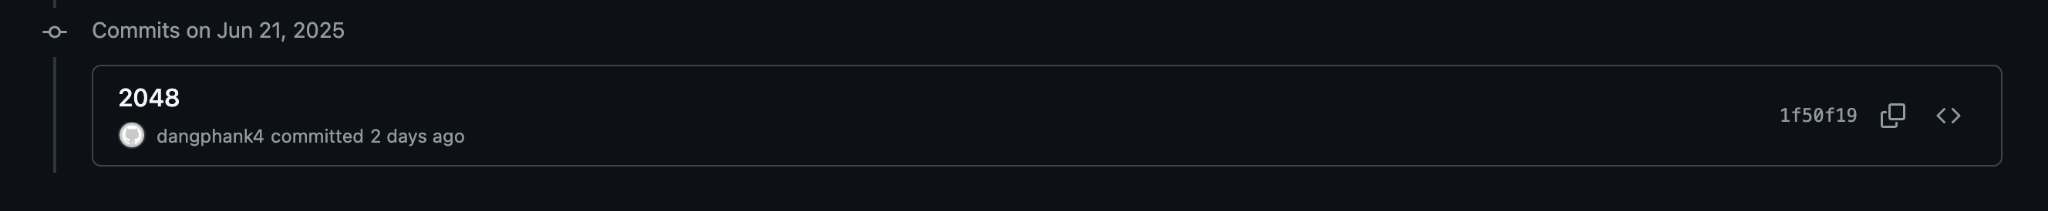 Commits on Jun 21, 2025
2048
dangphank4 committed 2 days ago
1f50f19